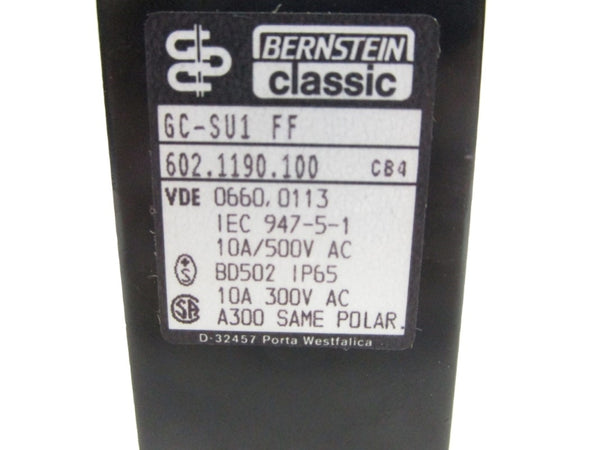 BERNSTEIN
classic
GC-SU1 FF
602.1190.100 CB4
VDE 0660,0113
IEC 947-5-1
10A/500V AC
+S BD502 IP65
SA 10A 300V AC
A300 SAME POLAR.
D-32457 Porta Westfalica